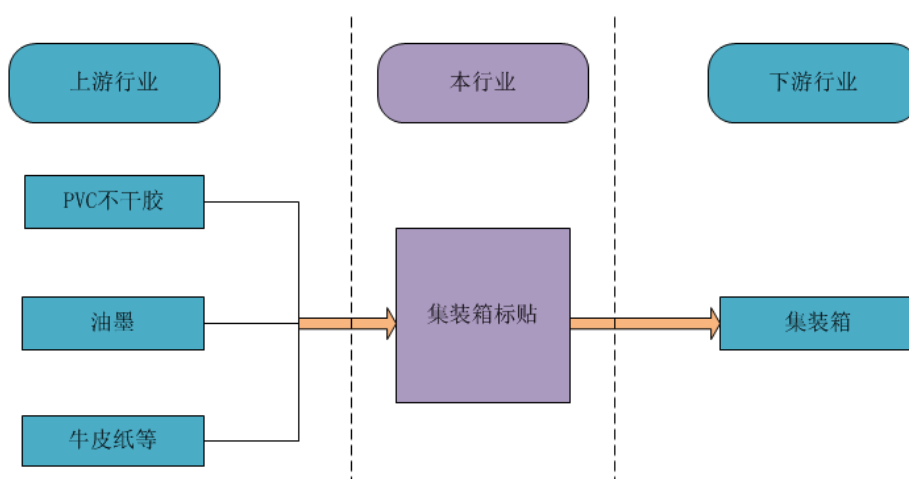 上游行业
本行业
下游行业
PVC不干胶
油墨
集装箱标贴
集装箱
牛皮纸等